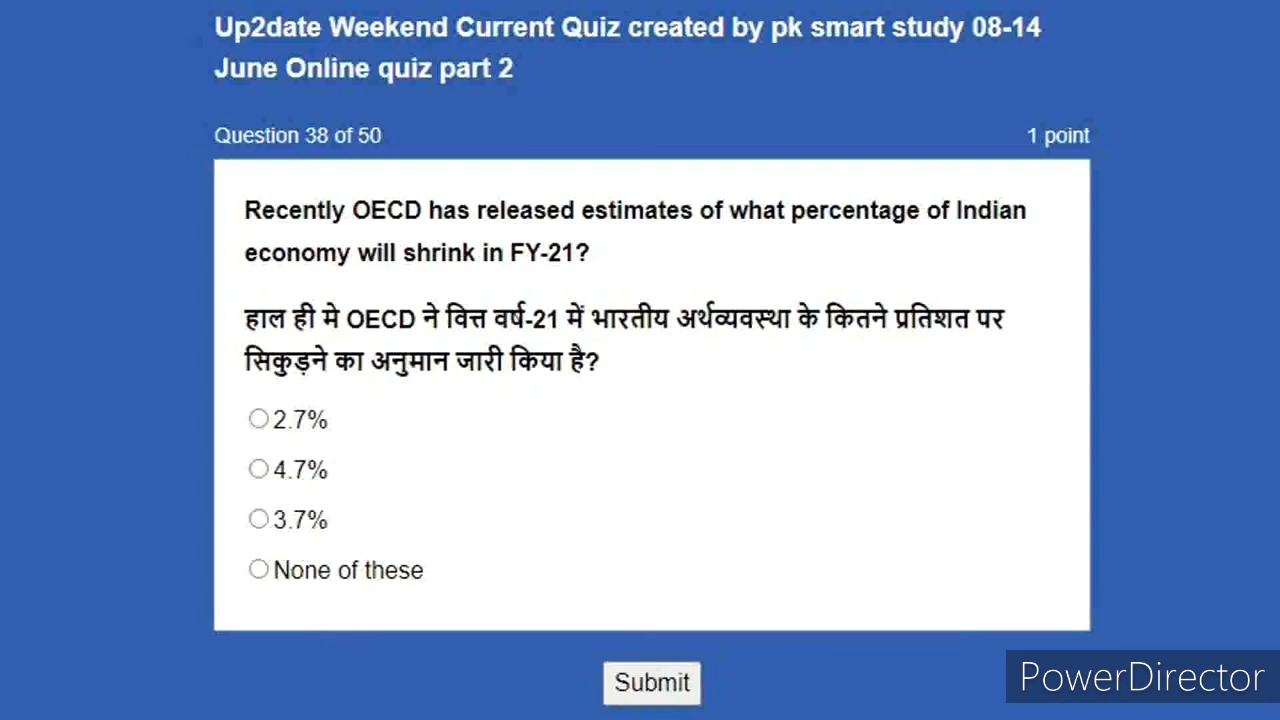 Up2date Weekend Current Quiz created by pk smart study 08-14
June Online quiz part 2
Question 38 of 50
1 point
Recently OECD has released estimates of what percentage of Indian
economy will shrink in FY-21?
हाल ही मे OECD ने वित्त वर्ष-21 में भारतीय अर्थव्यवस्था के कितने प्रतिशत पर
सिकुड़ने का अनुमान जारी किया है?
2.7%
4.7%
3.7%
None of these
Submit
PowerDirector